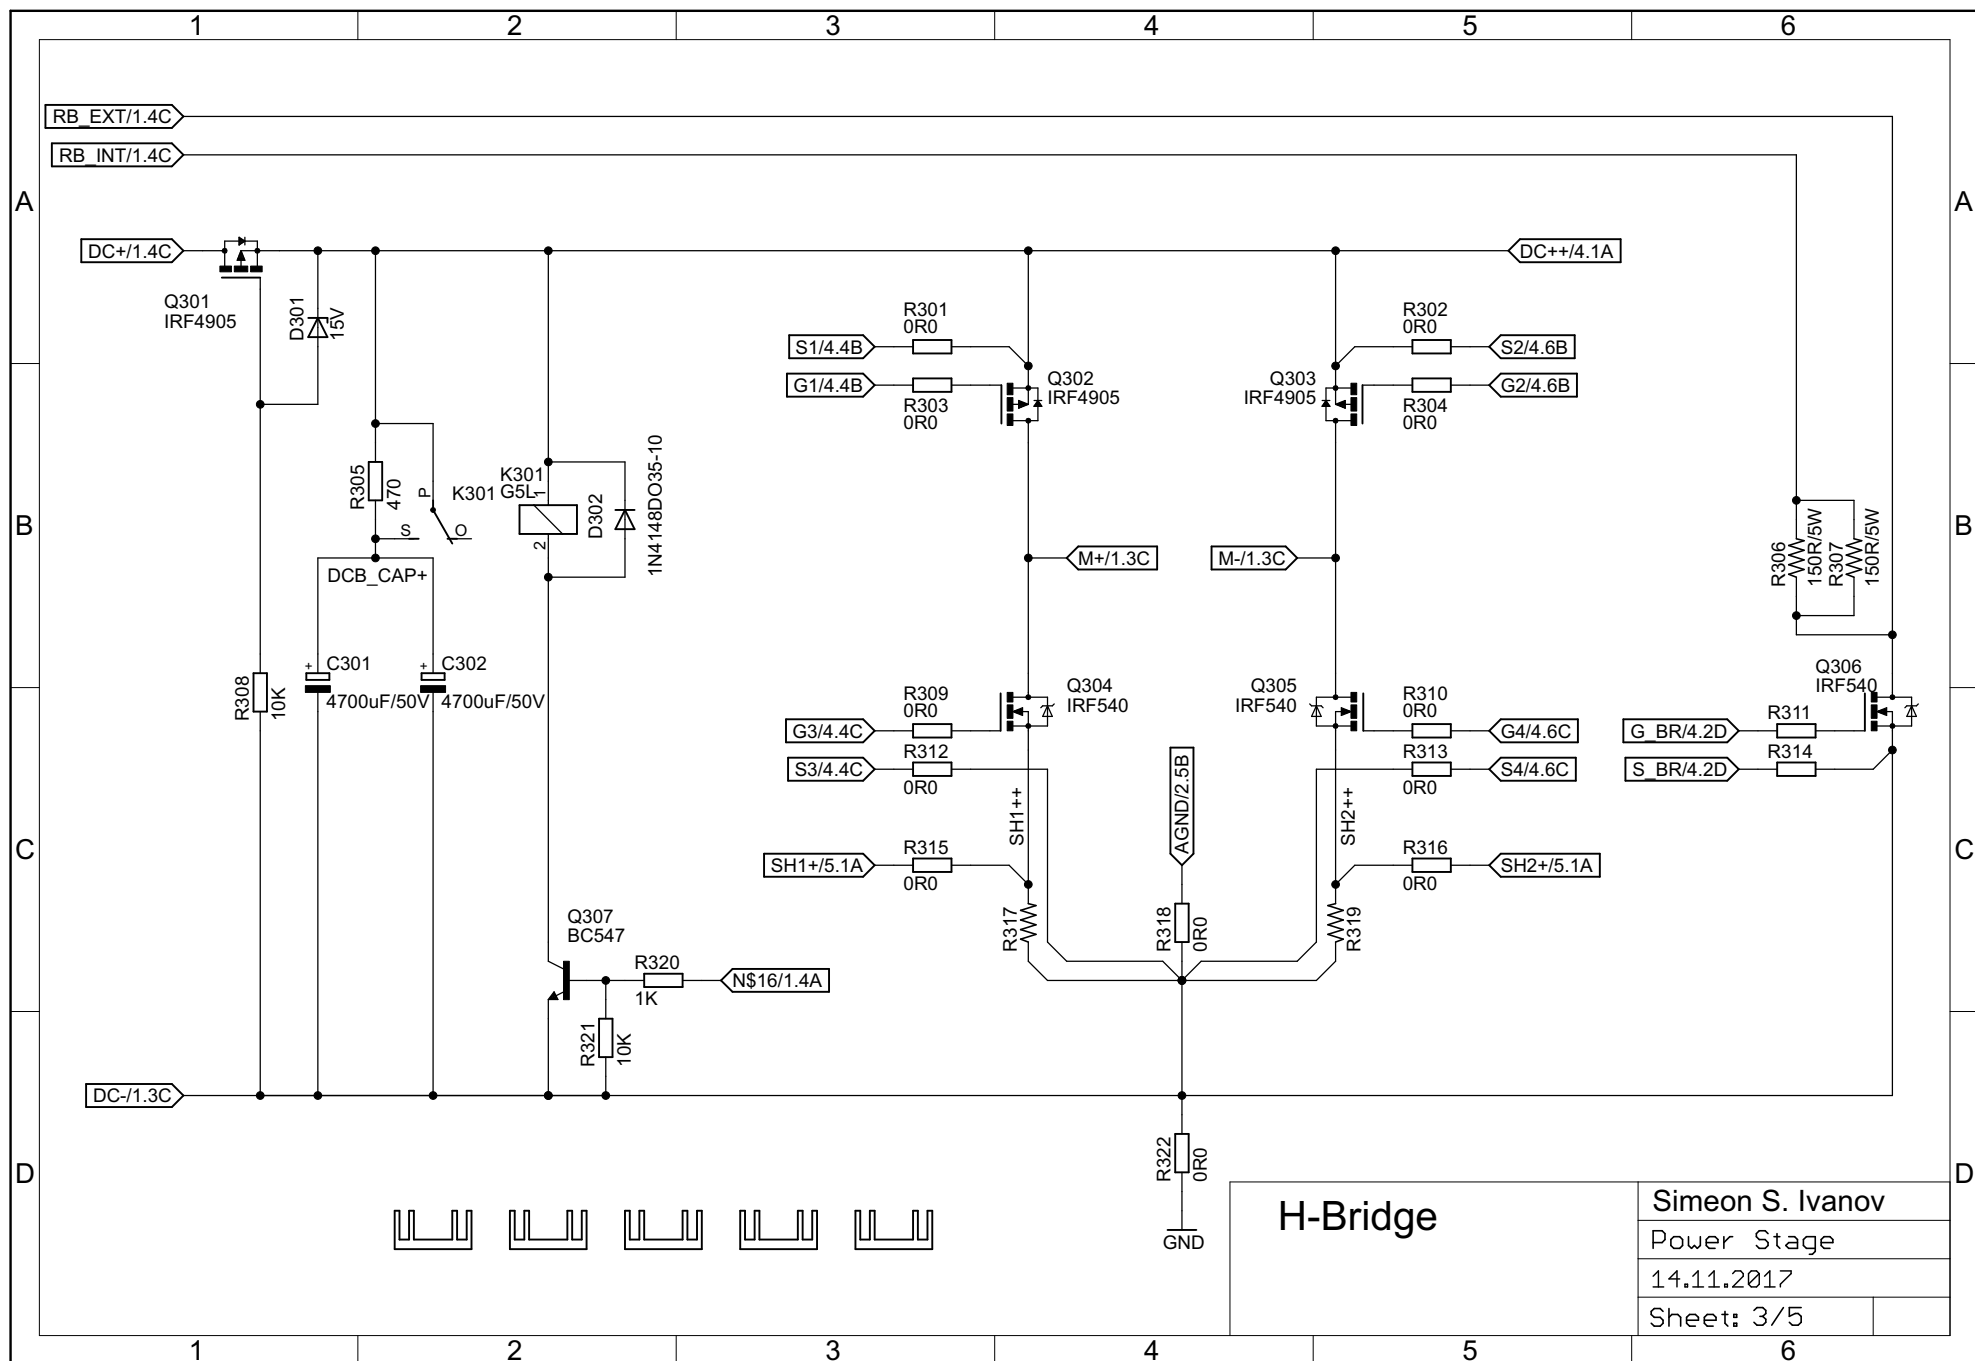 1 2 3 4 5 6
RB_EXT/1.4C
RB_INT/1.4C
A A
DC+/1.4C
DC++/4.1A
Q301
IRF4905
D301
15V
R301
0R0
R302
0R0
S1/4.4B
S2/4.6B
G1/4.4B
G2/4.6B
R303
0R0
R304
0R0
Q302
IRF4905
Q303
IRF4905
B B
R305
470
P
S
O
K301
K301
G5L
1
2
D302
1N4148DO35-10
DCB_CAP+
M+/1.3C
M-/1.3C
R306
150R/5W
R307
150R/5W
R308
10K
+
C301
4700uF/50V
+
C302
4700uF/50V
R309
0R0
G3/4.4C
R312
0R0
S3/4.4C
Q304
IRF540
Q305
IRF540
R310
0R0
G4/4.6C
R313
0R0
S4/4.6C
Q306
IRF540
G_BR/4.2D
R311
S_BR/4.2D
R314
C C
SH1++
AGND/2.5B
SH2++
SH1+/5.1A
R315
0R0
R316
0R0
SH2+/5.1A
R317
R318
0R0
R319
Q307
BC547
R320
1K
N$16/1.4A
R321
10K
DC-/1.3C
R322
0R0
GND
D D
H-Bridge
Simeon S. Ivanov
Power Stage
14.11.2017
Sheet: 3/5
1 2 3 4 5 6